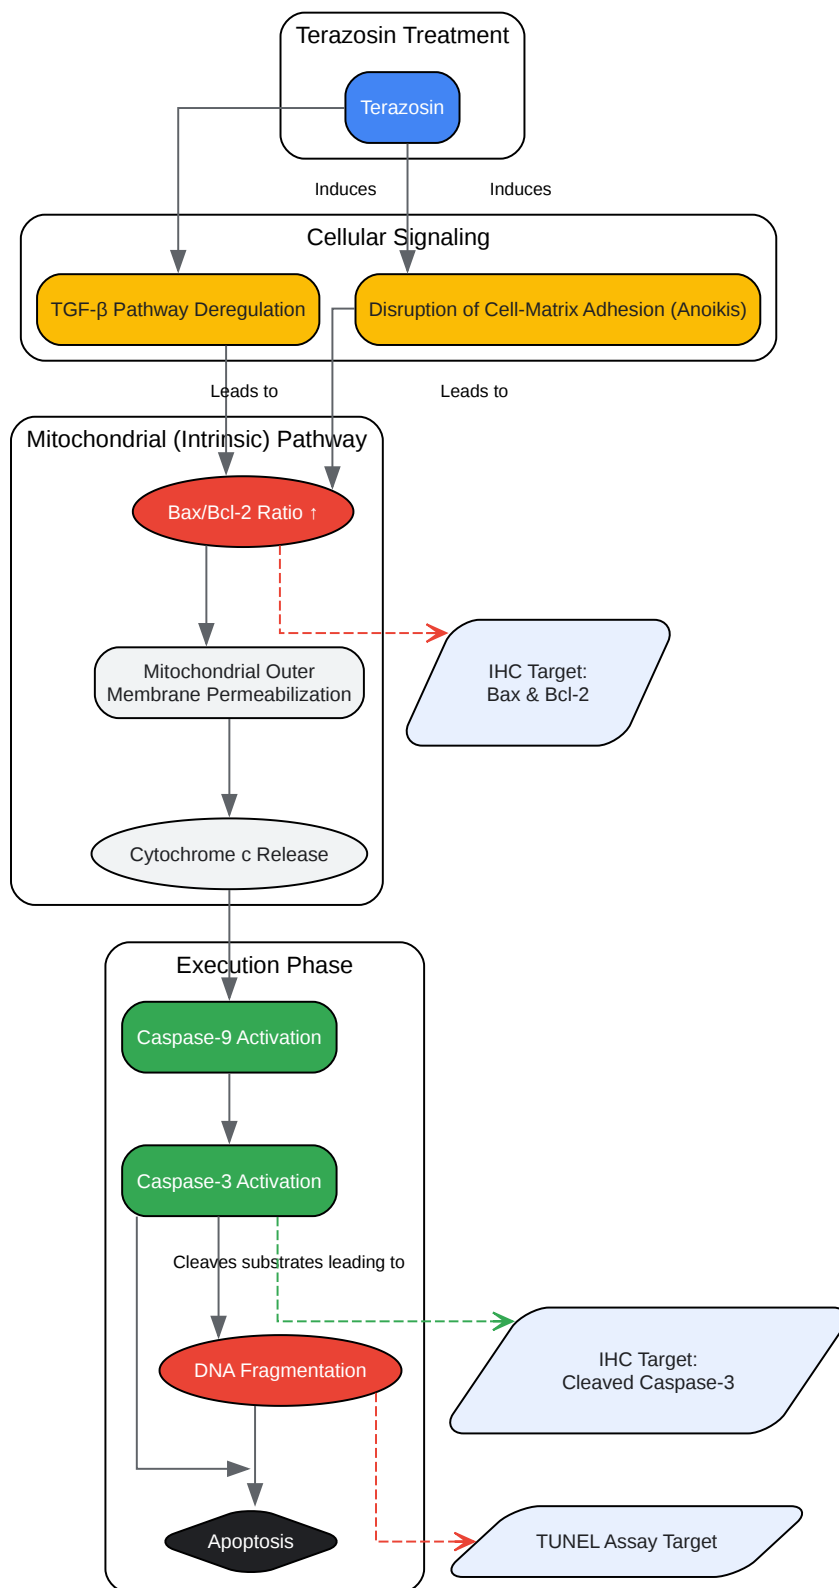 Terazosin Treatment
Terazosin
Induces
Induces
Cellular Signaling
TGF-β Pathway Deregulation
Disruption of Cell-Matrix Adhesion (Anoikis)
Leads to
Leads to
Mitochondrial (Intrinsic) Pathway
Bax/Bcl-2 Ratio ↑
Mitochondrial Outer
Membrane Permeabilization
IHC Target:
Bax & Bcl-2
Cytochrome c Release
Execution Phase
Caspase-9 Activation
Caspase-3 Activation
Cleaves substrates leading to
DNA Fragmentation
IHC Target:
Cleaved Caspase-3
Apoptosis
TUNEL Assay Target